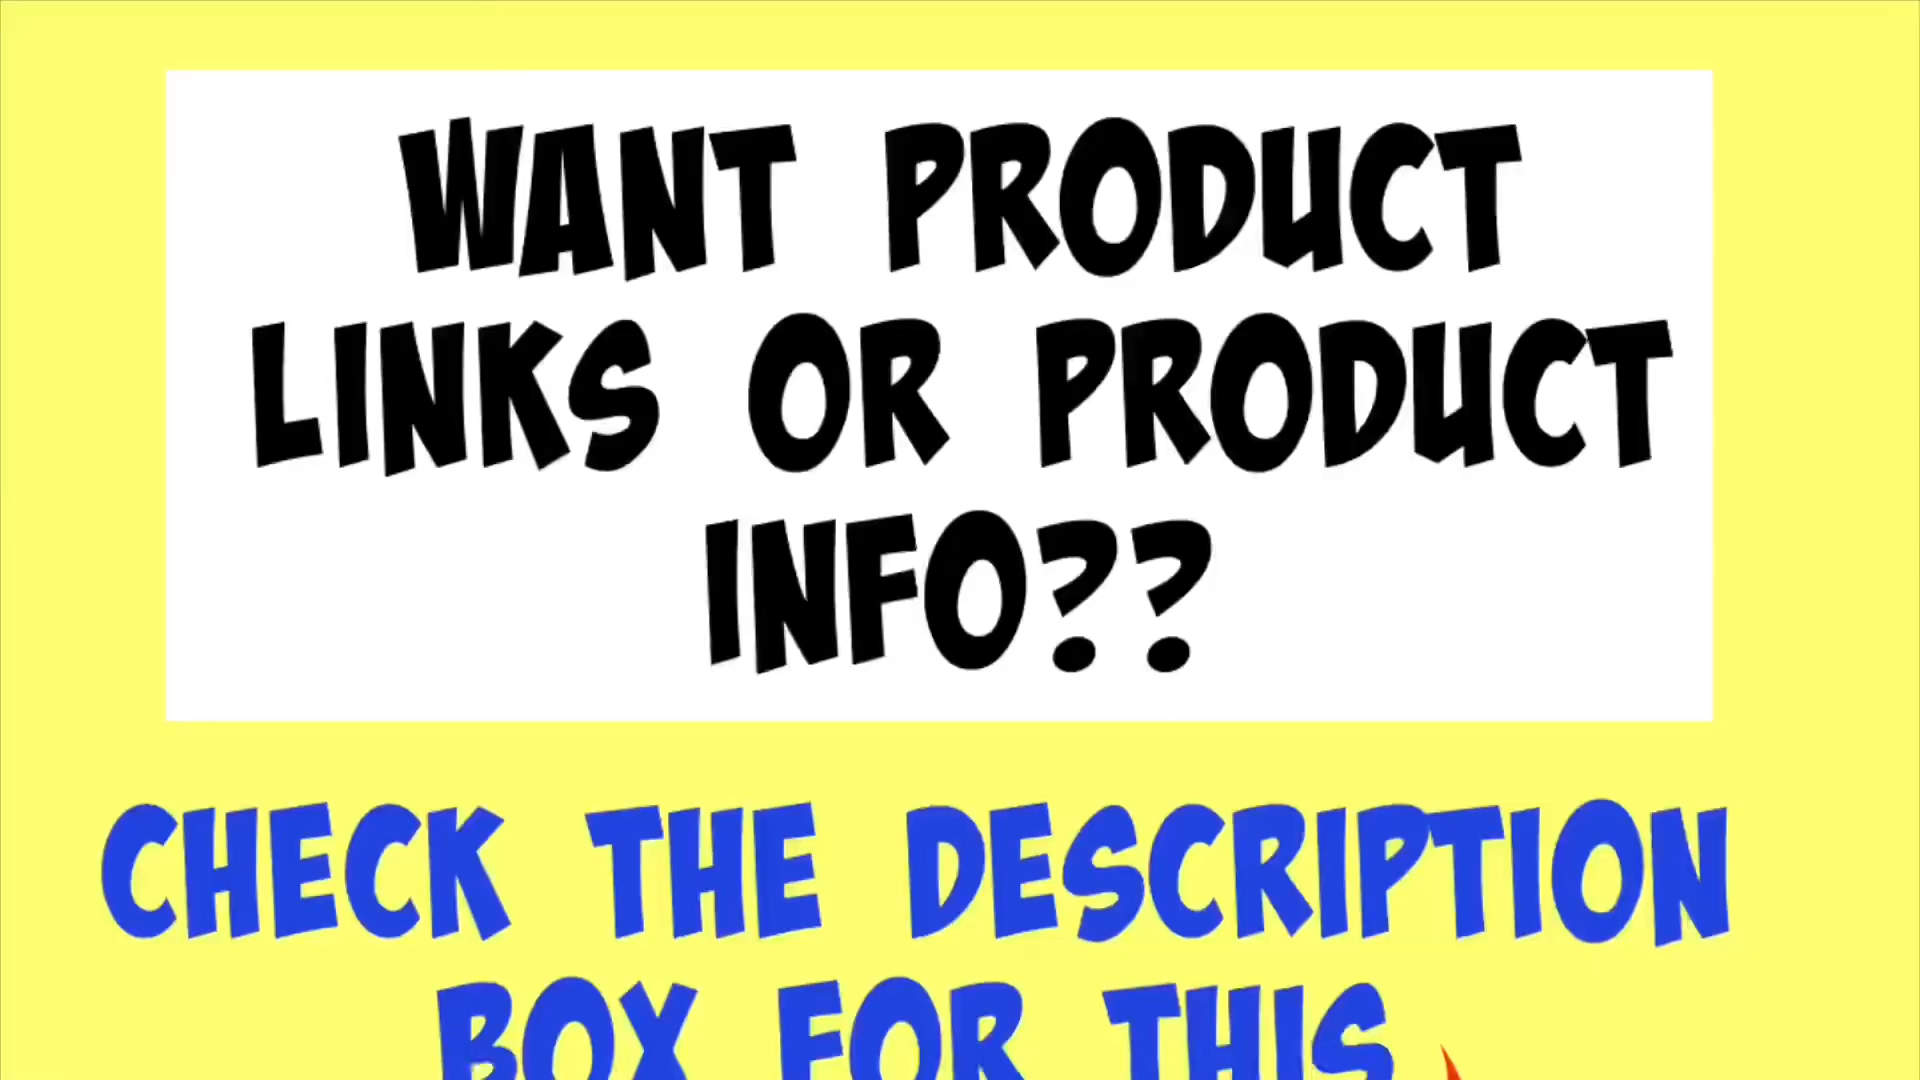 WANT PRODUCT
LINKS OR PRODUCT
INFO??
CHECK THE DESCRIPTION
BOX FOR THIS